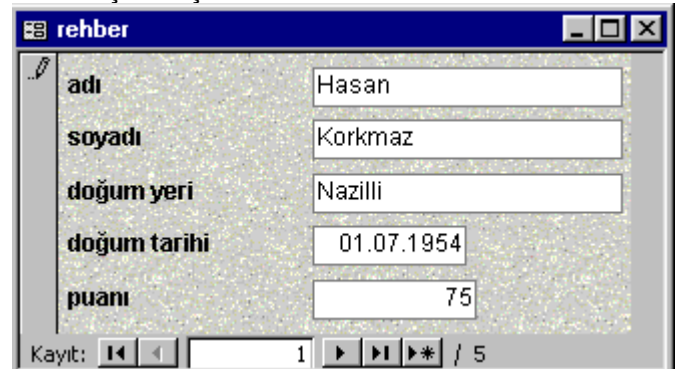 rehber
adı Hasan
soyadı Korkmaz
doğum yeri Nazilli
doğum tarihi 01.07.1954
puanı 75
Kayıt: 1 / 5